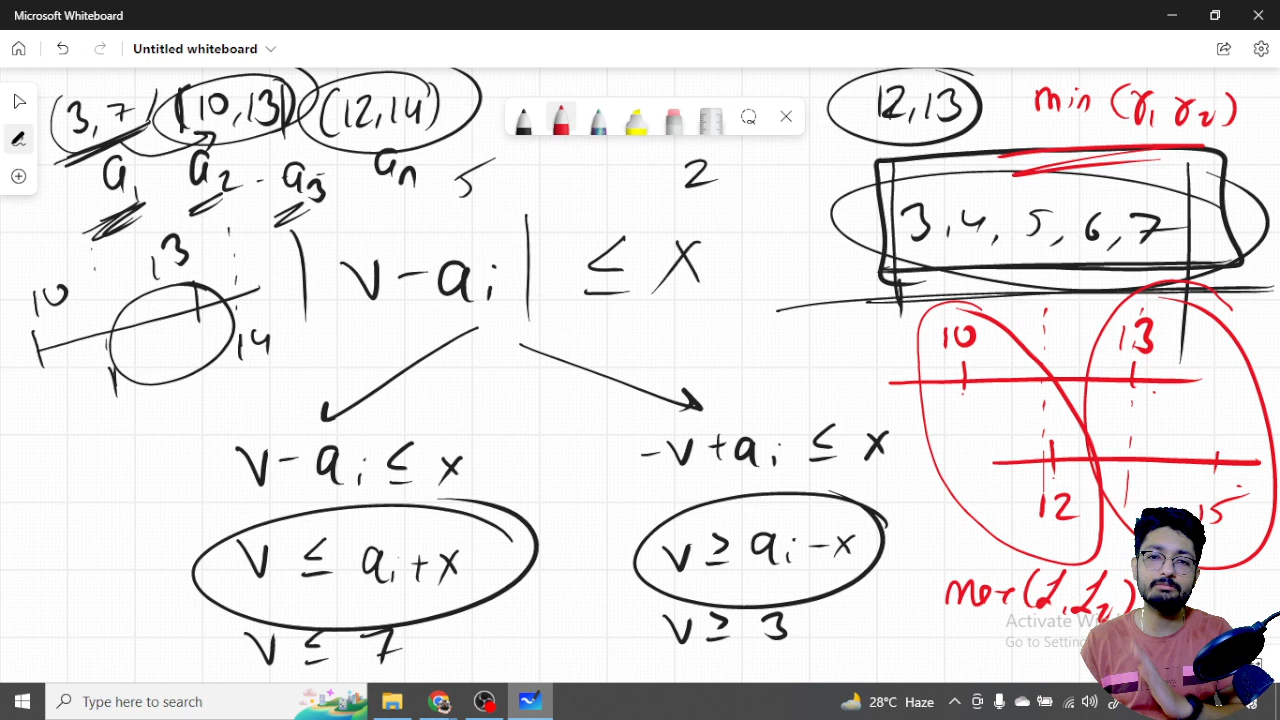 Microsoft Whiteboard
Untitled whiteboard
(3,7) (10,13) (12,14)
a1 a2 - a3 an 5 2
12,13
min (r1, r2)
3,4, 5, 6, 7
13
10
14
|v-ai| ≤ x
10 13
12 15
v-ai ≤ x
-v+ai ≤ x
v ≤ ai+x
v ≥ ai-x
v ≤ 7
v ≥ 3
Activate Wi
Go to Setting
Type here to search
28°C Haze